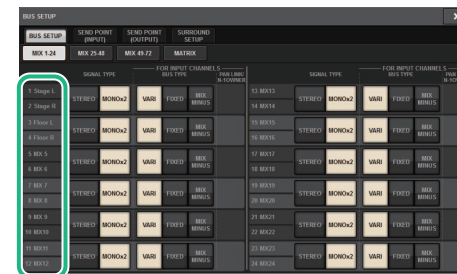 BUS SETUP
BUS SETUP SEND POINT (INPUT) SEND POINT (OUTPUT) SURROUND SETUP
MIX 1-24 MIX 25-48 MIX 49-72 MATRIX
FOR INPUT CHANNELS FOR INPUT CHANNELS
SIGNAL TYPE BUS TYPE PAN LINK/ N-1OWNER SIGNAL TYPE BUS TYPE PAN
1 Stage L
2 Stage R
STEREO MONOx2 VARI FIXED MIX MINUS
3 Floor L
4 Floor R
STEREO MONOx2 VARI FIXED MIX MINUS
5 MX 5
6 MX 6
STEREO MONOx2 VARI FIXED MIX MINUS
7 MX 7
8 MX 8
STEREO MONOx2 VARI FIXED MIX MINUS
9 MX 9
10 MX10
STEREO MONOx2 VARI FIXED MIX MINUS
11 MX11
12 MX12
STEREO MONOx2 VARI FIXED MIX MINUS
13 MX13
14 MX14
STEREO MONOx2 VARI FIXED MIX MINUS
15 MX15
16 MX16
STEREO MONOx2 VARI FIXED MIX MINUS
17 MX17
18 MX18
STEREO MONOx2 VARI FIXED MIX MINUS
19 MX19
20 MX20
STEREO MONOx2 VARI FIXED MIX MINUS
21 MX21
22 MX22
STEREO MONOx2 VARI FIXED MIX MINUS
23 MX23
24 MX24
STEREO MONOx2 VARI FIXED MIX MINUS